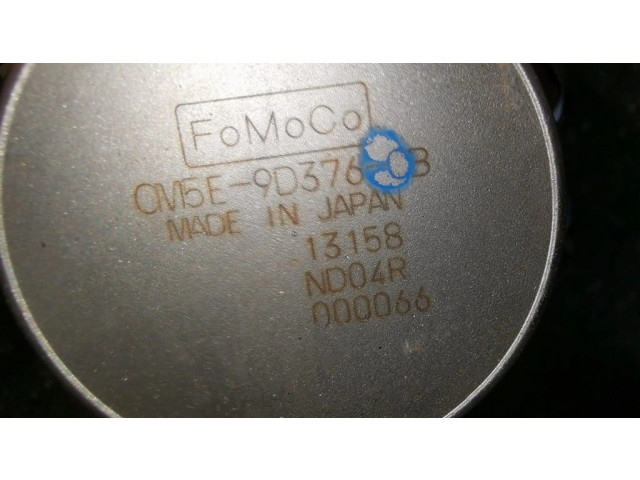 FoMoCo
CM5E-9D376-
MADE IN JAPAN
13158
ND04R
000066